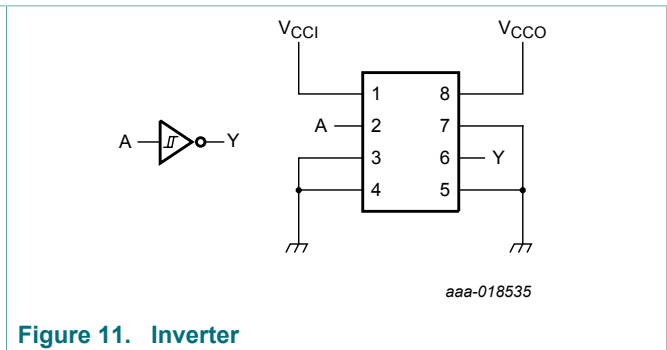 VCCI VCCO
1 8
A 2 7
A Y 3 6 Y
4 5
aaa-018535
Figure 11. Inverter